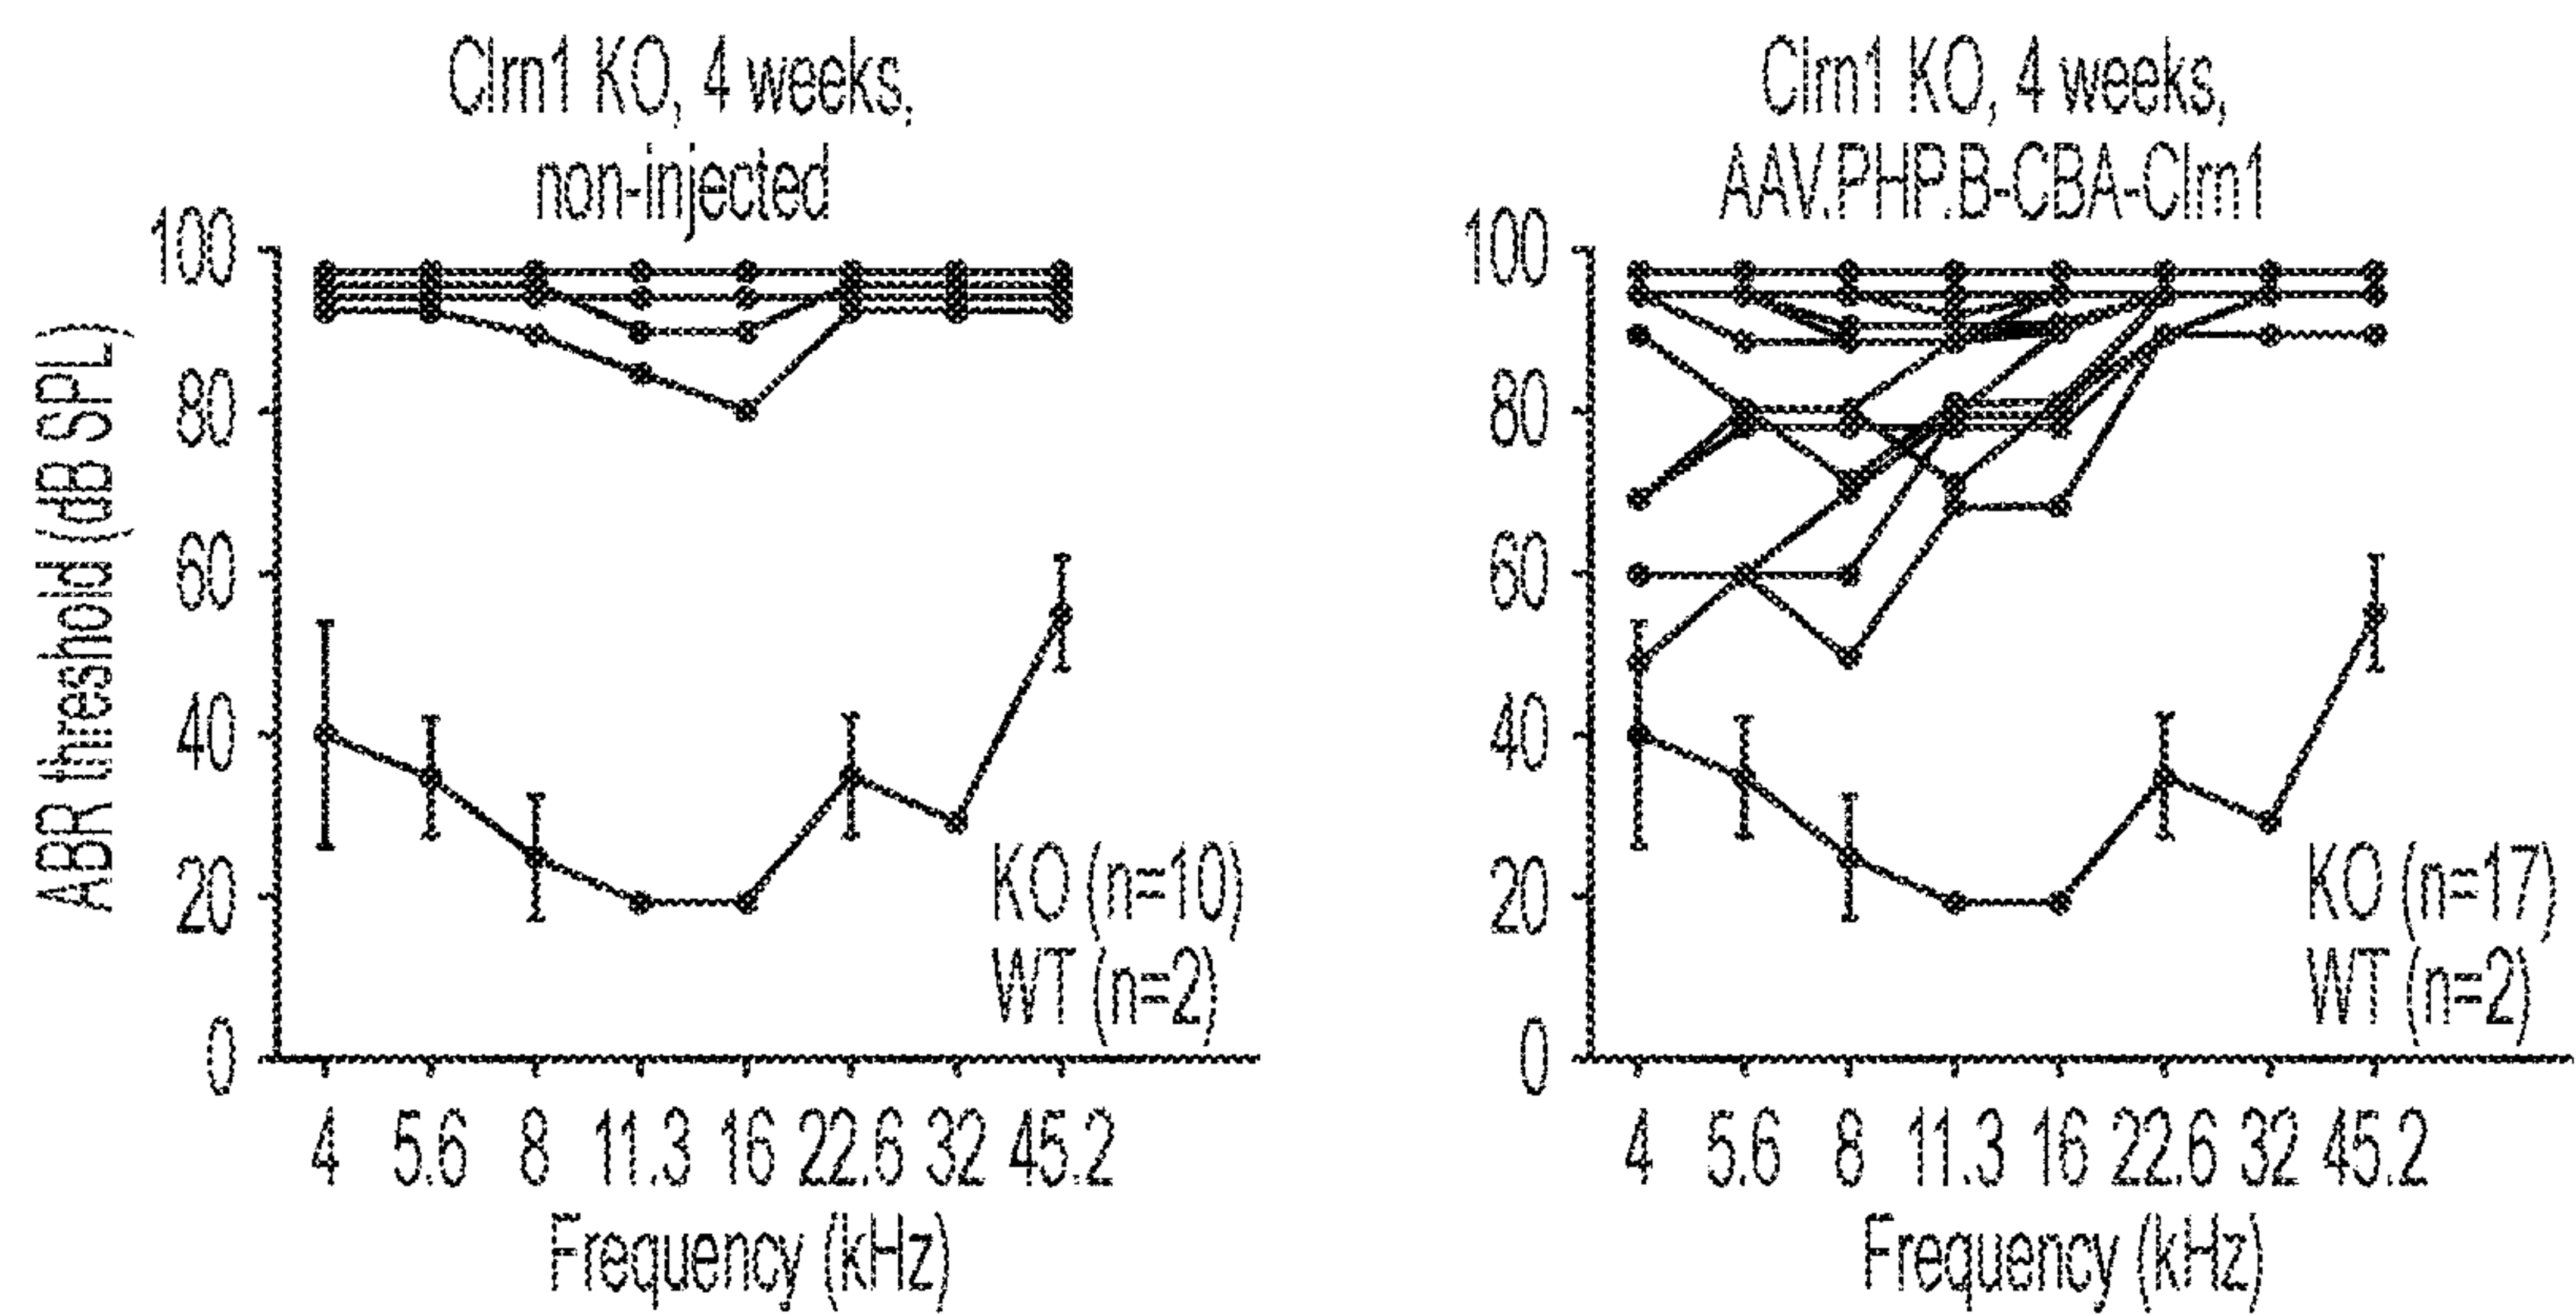 Clrn1 KO, 4 weeks,
non-injected
ABR threshold (dB SPL)
100
80
60
40
20
0
KO (n=10)
WT (n=2)
4 5.6 8 11.3 16 22.6 32 45.2
Frequency (kHz)
Clrn1 KO, 4 weeks,
AAV.PHP.B-CBA-Clrn1
100
80
60
40
20
0
KO (n=17)
WT (n=2)
4 5.6 8 11.3 16 22.6 32 45.2
Frequency (kHz)